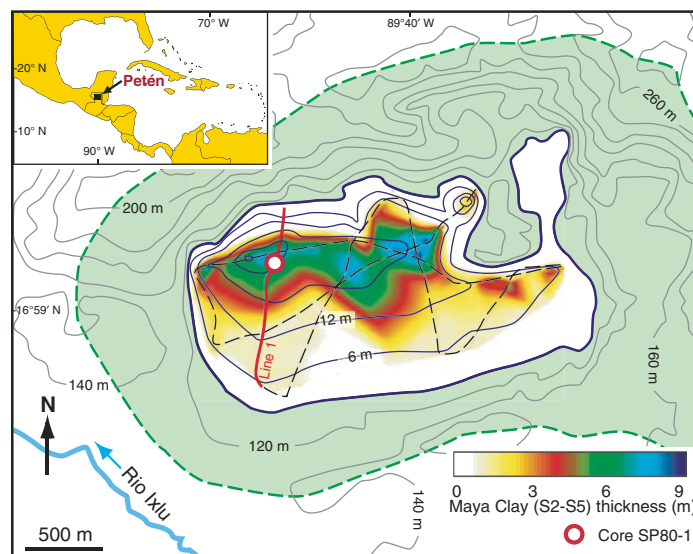 70° W
89°40 W
20° N
Petén
10° N
90° W
260 m
200 m
16°59' N
12 m
6 m
Line 1
140 m
160 m
120 m
N
Rio Ixlu
140 m
500 m
0 3 6 9
Maya Clay (S2-S5) thickness (m)
Core SP80-1